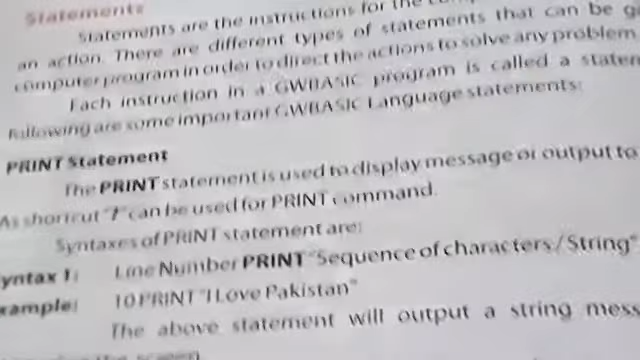 Statements
Statements are the instructions for the
an action. There are different types of statements that can be
computer program in order to direct the actions to solve any problem
Each instruction in a GWBASIC program is called a
following are some important GWBASIC Language statements:
PRINT Statement
The PRINT statement is used to display message or output to
As shortcut "?" can be used for PRINT command.
Syntaxes of PRINT statement are:
Line Number PRINT "Sequence of characters / String"
10 PRINT "I Love Pakistan"
The above statement will output a string
the screen